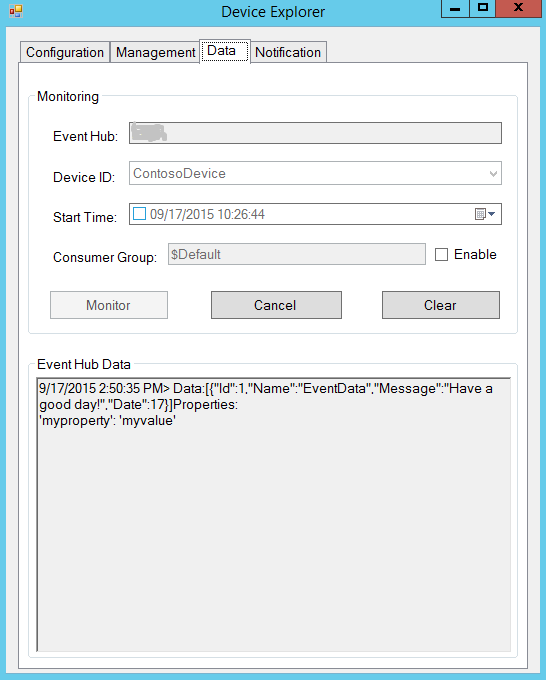 Device Explorer
Configuration Management Data Notification
Monitoring
Event Hub:
Device ID: ContosoDevice
Start Time: 09/17/2015 10:26:44
Consumer Group: $Default Enable
Monitor Cancel Clear
Event Hub Data
9/17/2015 2:50:35 PM> Data:[{"Id":1,"Name":"EventData","Message":"Have a
good day!","Date":17}]Properties:
'myproperty': 'myvalue'